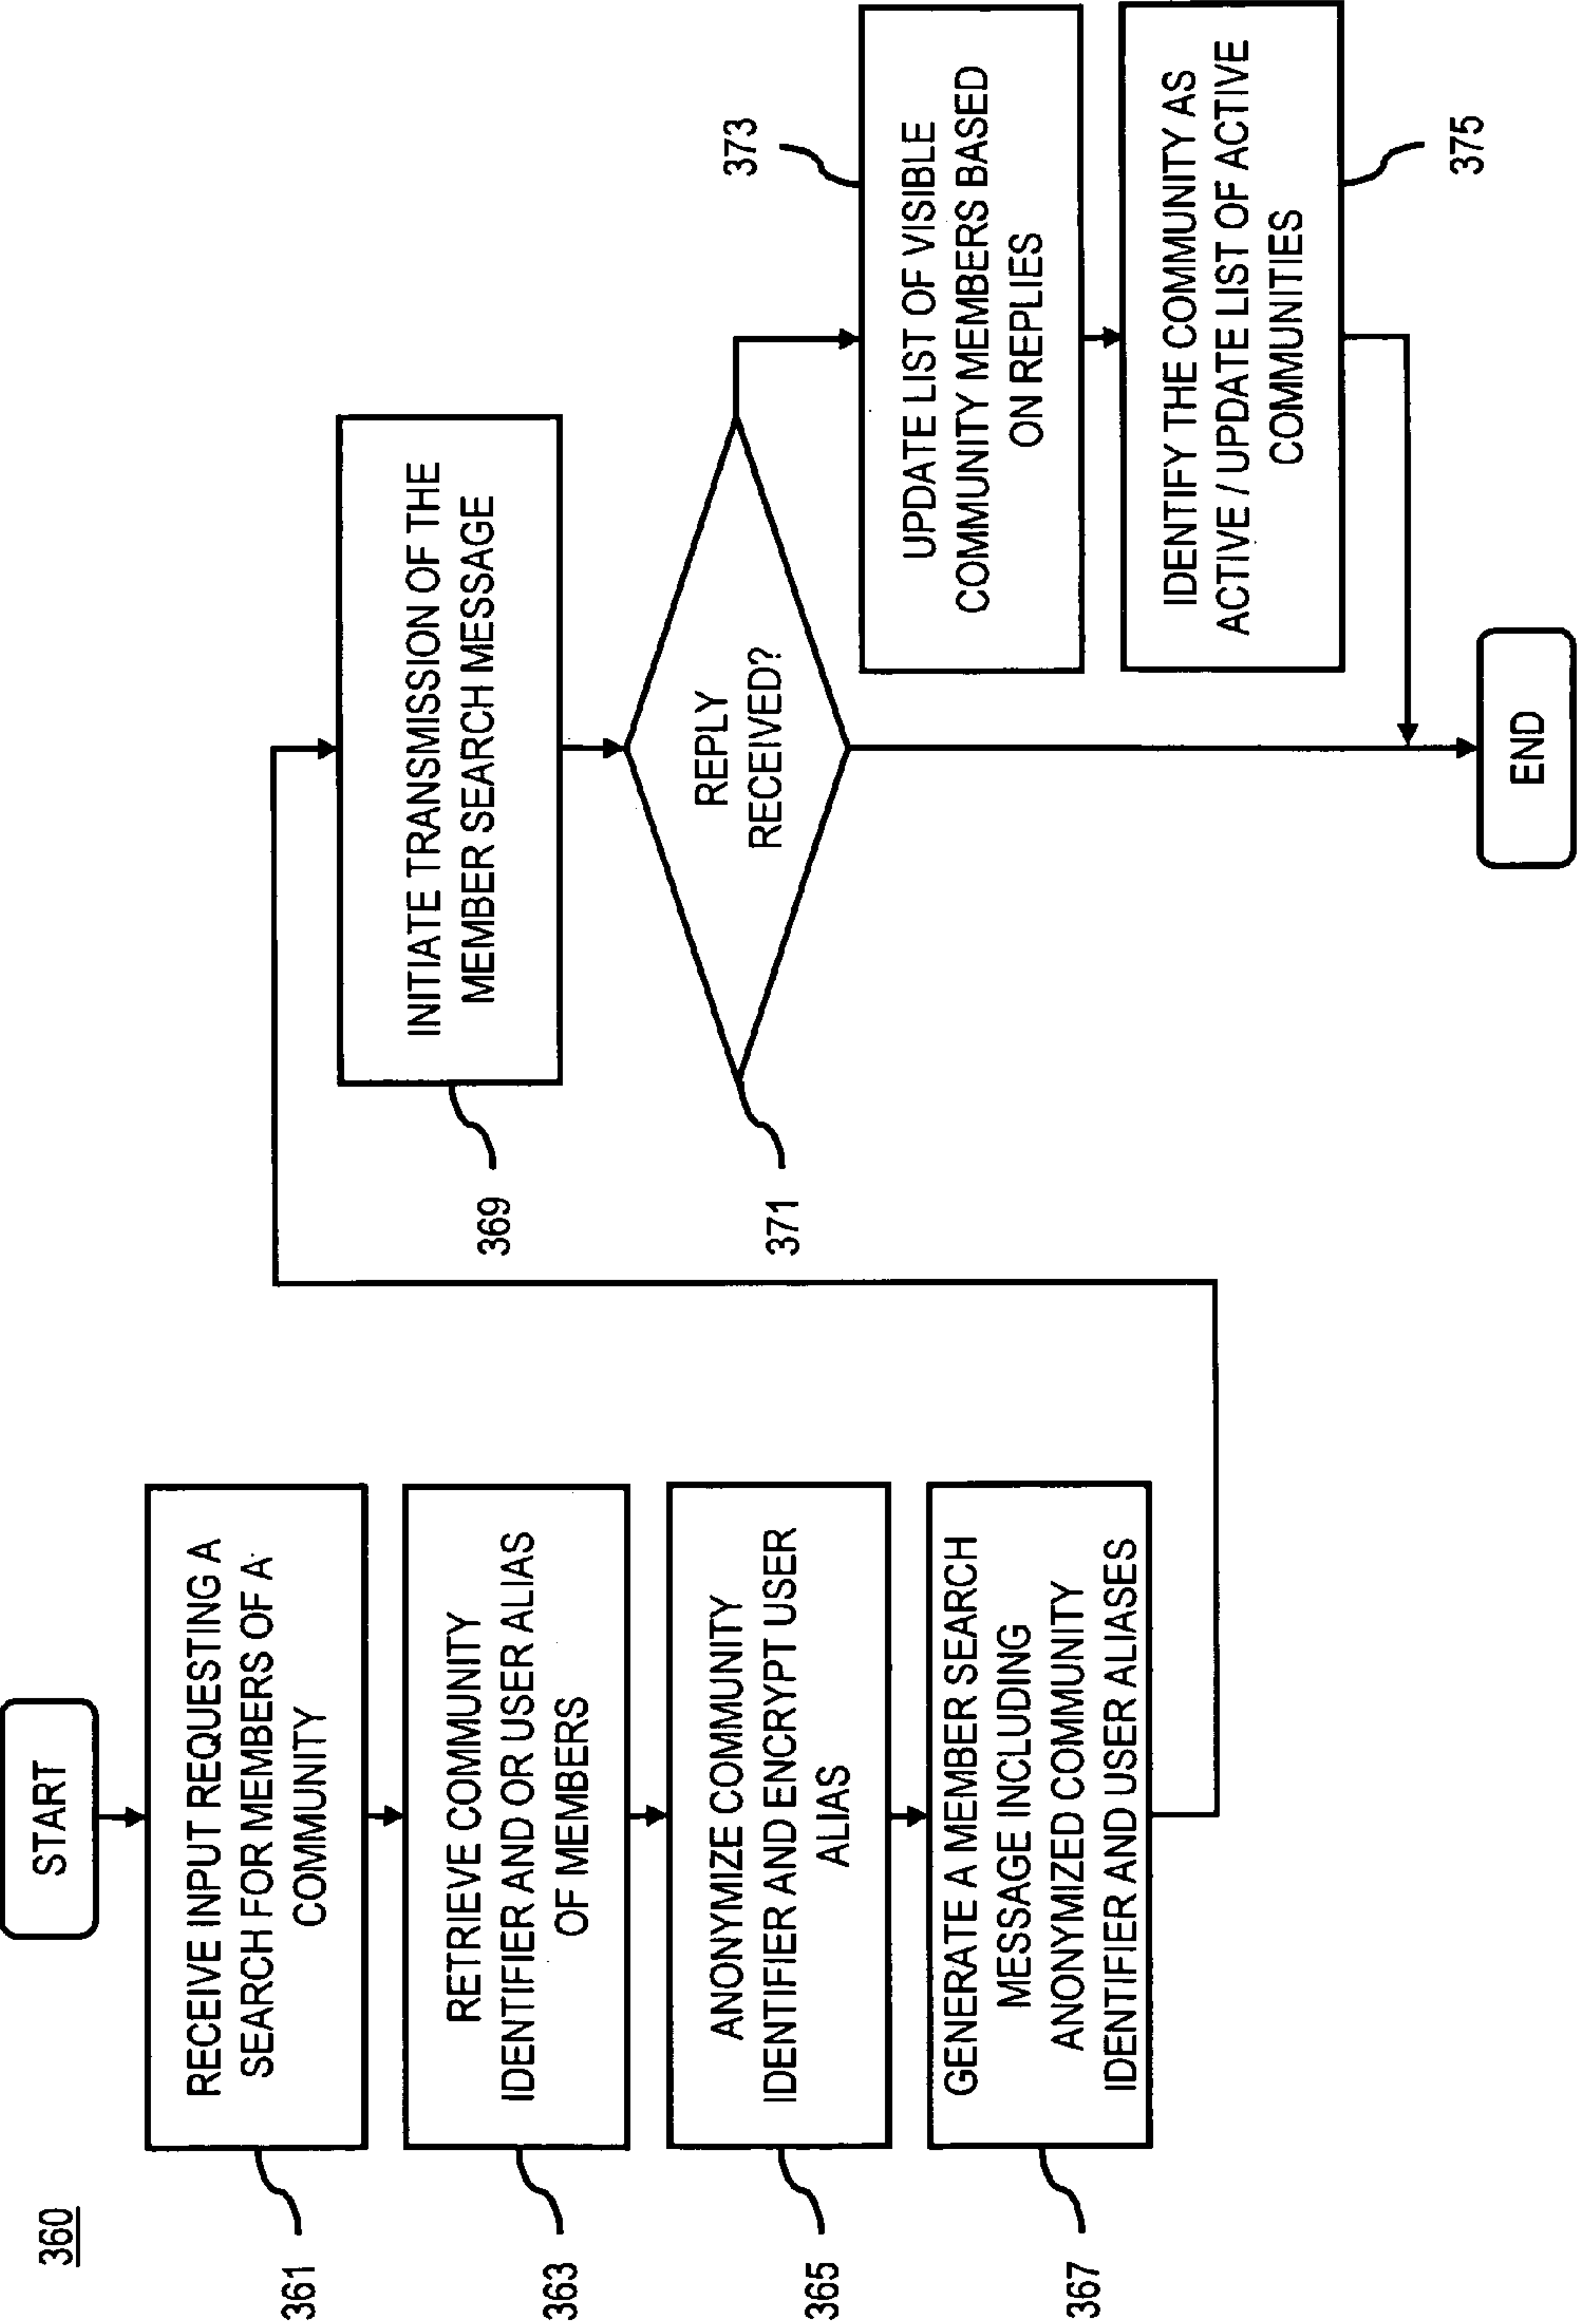 360
START
361
RECEIVE INPUT REQUESTING A
SEARCH FOR MEMBERS OF A
COMMUNITY
363
RETRIEVE COMMUNITY
IDENTIFIER AND OR USER ALIAS
OF MEMBERS
365
ANONYMIZE COMMUNITY
IDENTIFIER AND ENCRYPT USER
ALIAS
367
GENERATE A MEMBER SEARCH
MESSAGE INCLUDING
ANONYMIZED COMMUNITY
IDENTIFIER AND USER ALIASES
369
INITIATE TRANSMISSION OF THE
MEMBER SEARCH MESSAGE
371
REPLY
RECEIVED?
373
UPDATE LIST OF VISIBLE
COMMUNITY MEMBERS BASED
ON REPLIES
375
IDENTIFY THE COMMUNITY AS
ACTIVE / UPDATE LIST OF ACTIVE
COMMUNITIES
END